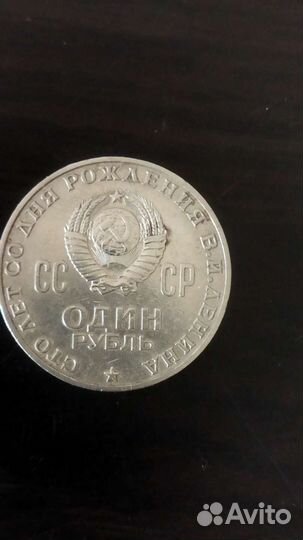 СТО ЛЕТ СО ДНЯ РОЖДЕНИЯ В.И.ЛЕНИНА
СС СР
ОДИН
РУБЛЬ
Avito